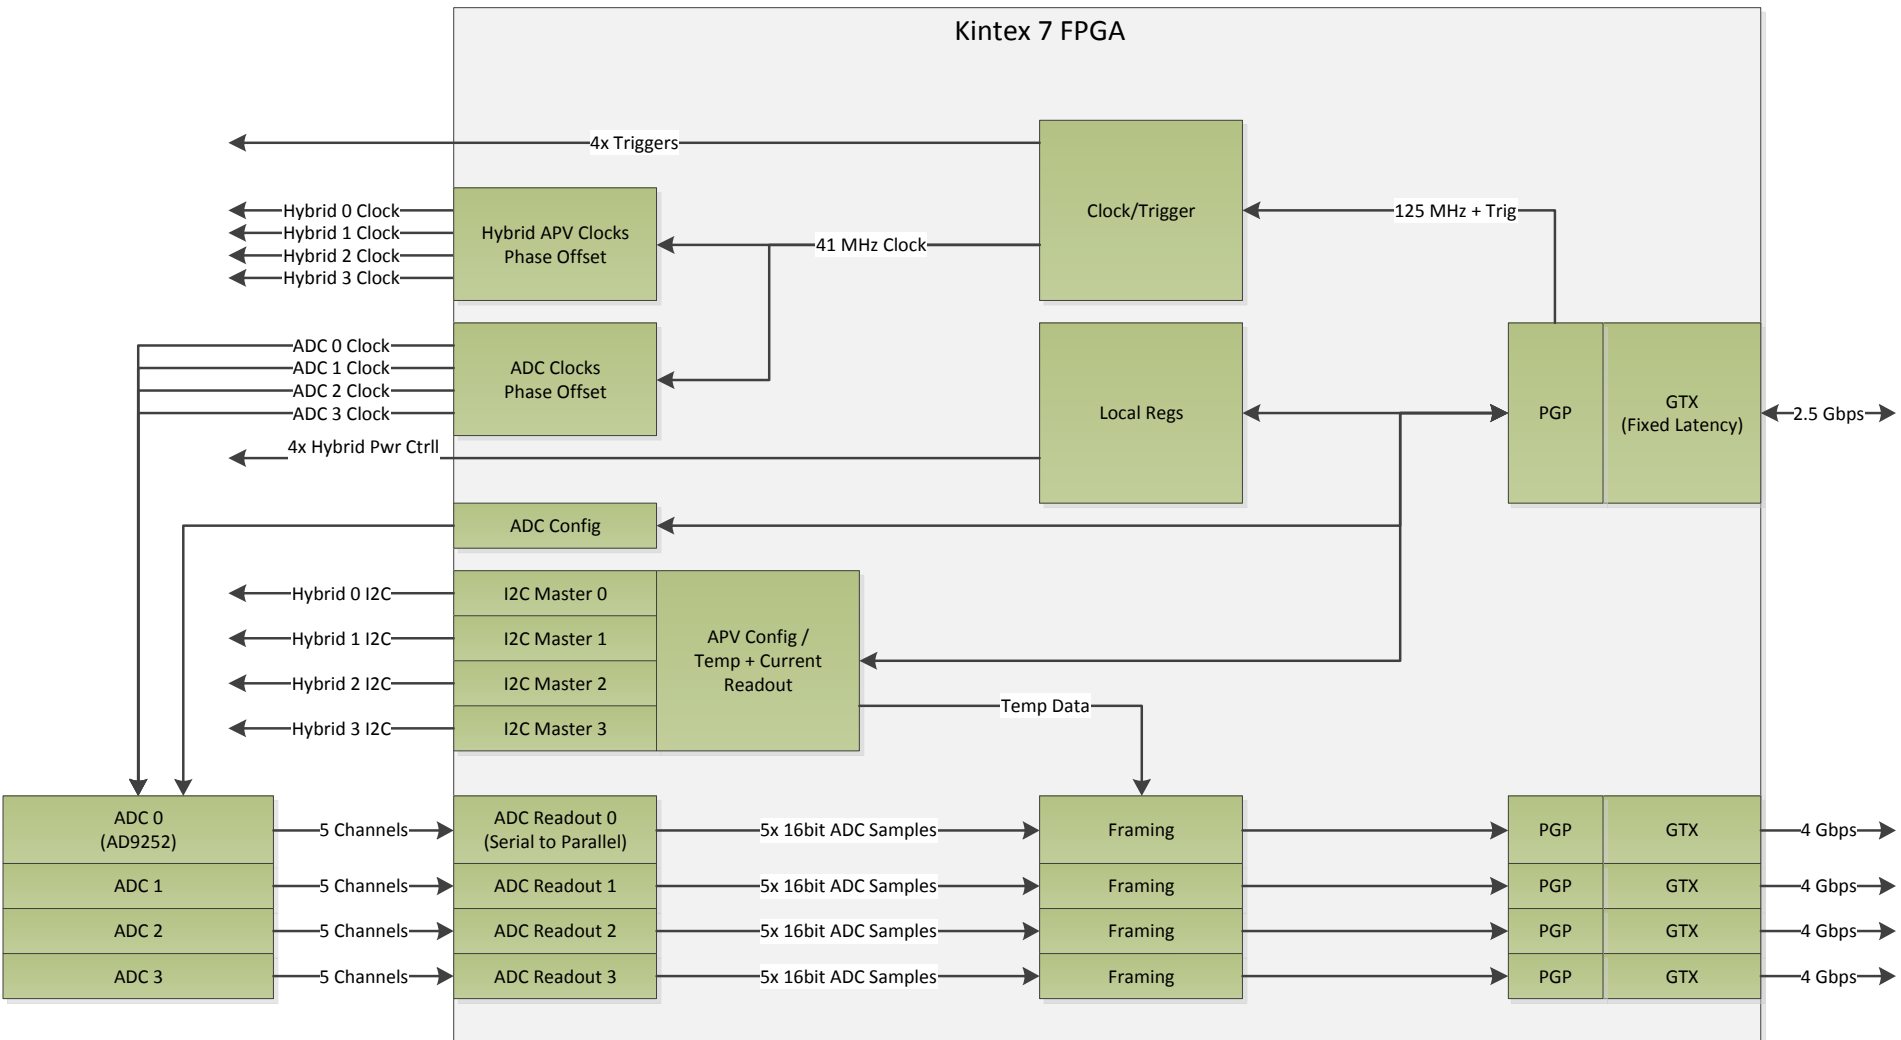 Kintex 7 FPGA
4x Triggers
Clock/Trigger
125 MHz + Trig
Hybrid 0 Clock
Hybrid 1 Clock
Hybrid 2 Clock
Hybrid 3 Clock
Hybrid APV Clocks
Phase Offset
41 MHz Clock
ADC 0 Clock
ADC 1 Clock
ADC 2 Clock
ADC 3 Clock
ADC Clocks
Phase Offset
Local Regs
PGP
GTX
(Fixed Latency)
2.5 Gbps
4x Hybrid Pwr Ctrll
ADC Config
Hybrid 0 I2C
I2C Master 0
Hybrid 1 I2C
I2C Master 1
Hybrid 2 I2C
I2C Master 2
Hybrid 3 I2C
I2C Master 3
APV Config /
Temp + Current
Readout
Temp Data
ADC 0
(AD9252)
5 Channels
ADC Readout 0
(Serial to Parallel)
5x 16bit ADC Samples
Framing
PGP
GTX
4 Gbps
ADC 1
5 Channels
ADC Readout 1
5x 16bit ADC Samples
Framing
PGP
GTX
4 Gbps
ADC 2
5 Channels
ADC Readout 2
5x 16bit ADC Samples
Framing
PGP
GTX
4 Gbps
ADC 3
5 Channels
ADC Readout 3
5x 16bit ADC Samples
Framing
PGP
GTX
4 Gbps